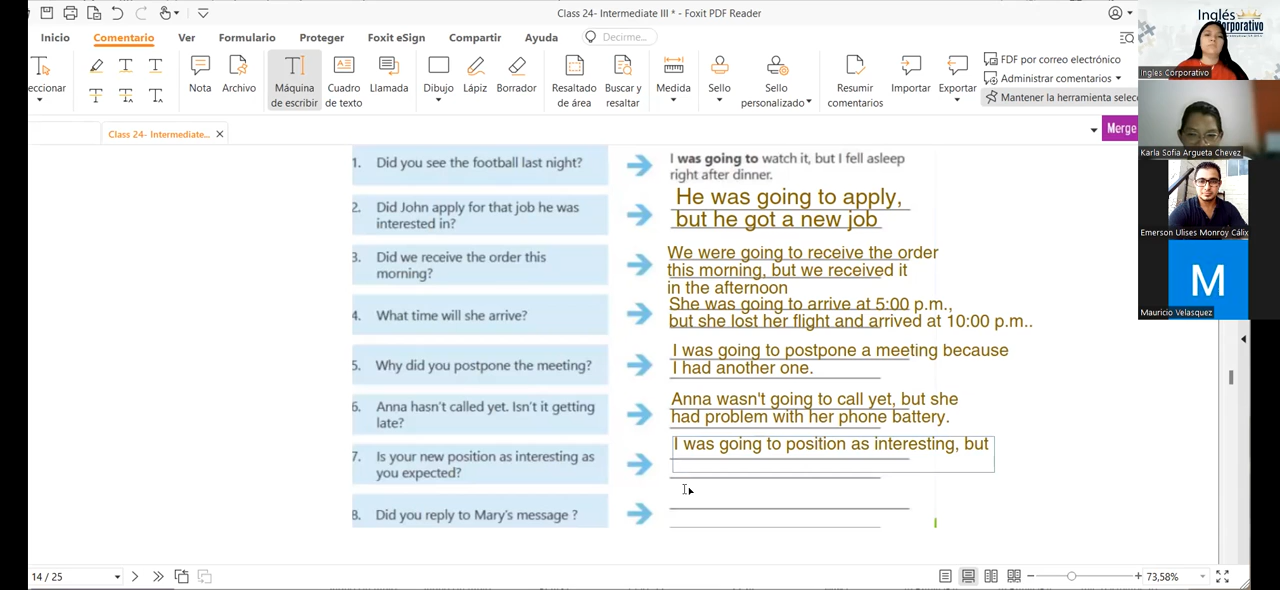 Class 24- Intermediate III * - Foxit PDF Reader
Inicio
Comentario
Ver
Formulario
Proteger
Foxit eSign
Compartir
Ayuda
Decirme...
eccionar
Nota
Archivo
Máquina de escribir
Cuadro de texto
Llamada
Dibujo
Lápiz
Borrador
Resaltado de área
Buscar y resaltar
Medida
Sello
Sello personalizado
Resumir comentarios
Importar
Exportar
FDF por correo electrónico
Administrar comentarios
Mantener la herramienta selecc
Class 24- Intermediate...
Merge
1. Did you see the football last night?
I was going to watch it, but I fell asleep
right after dinner.
2. Did John apply for that job he was
interested in?
He was going to apply,
but he got a new job
3. Did we receive the order this
morning?
We were going to receive the order
this morning, but we received it
in the afternoon
4. What time will she arrive?
She was going to arrive at 5:00 p.m.,
but she lost her flight and arrived at 10:00 p.m..
5. Why did you postpone the meeting?
I was going to postpone a meeting because
I had another one.
6. Anna hasn't called yet. Isn't it getting
late?
Anna wasn't going to call yet, but she
had problem with her phone battery.
7. Is your new position as interesting as
you expected?
I was going to position as interesting, but
8. Did you reply to Mary's message ?
14 / 25
73,58%
Inglés
Corporativo
Ingles Corporativo
Karla Sofia Argueta Chevez
Emerson Ulises Monroy Cálix
M
Mauricio Velasquez